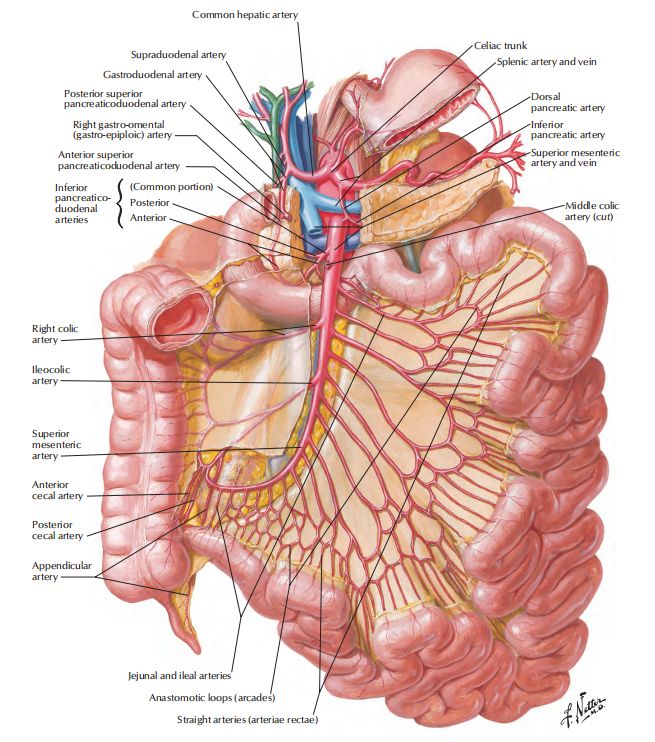 Common hepatic artery
Supraduodenal artery
Gastroduodenal artery
Posterior superior
pancreaticoduodenal artery
Right gastro-omental
(gastro-epiploic) artery
Anterior superior
pancreaticoduodenal artery
Inferior
pancreatico-
duodenal
arteries
(Common portion)
Posterior
Anterior
Right colic
artery
Ileocolic
artery
Superior
mesenteric
artery
Anterior
cecal artery
Posterior
cecal artery
Appendicular
artery
Jejunal and ileal arteries
Anastomotic loops (arcades)
Straight arteries (arteriae rectae)
Celiac trunk
Splenic artery and vein
Dorsal
pancreatic artery
Inferior
pancreatic artery
Superior mesenteric
artery and vein
Middle colic
artery (cut)
F. Netter
M.D.